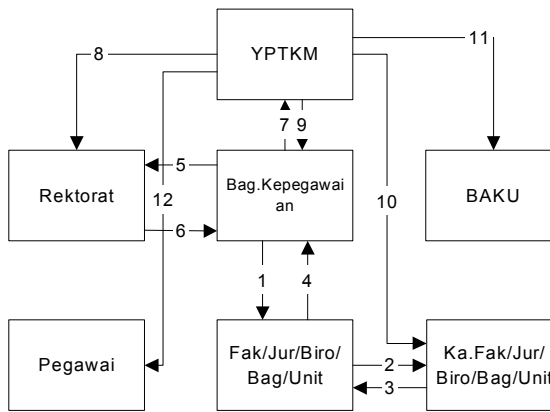 YPTKM
8
11
7
9
5
Rektorat
12
6
Bag.Kepegawai
an
10
BAKU
1
4
Pegawai
Fak/Jur/Biro/
Bag/Unit
2
3
Ka.Fak/Jur/
Biro/Bag/Unit